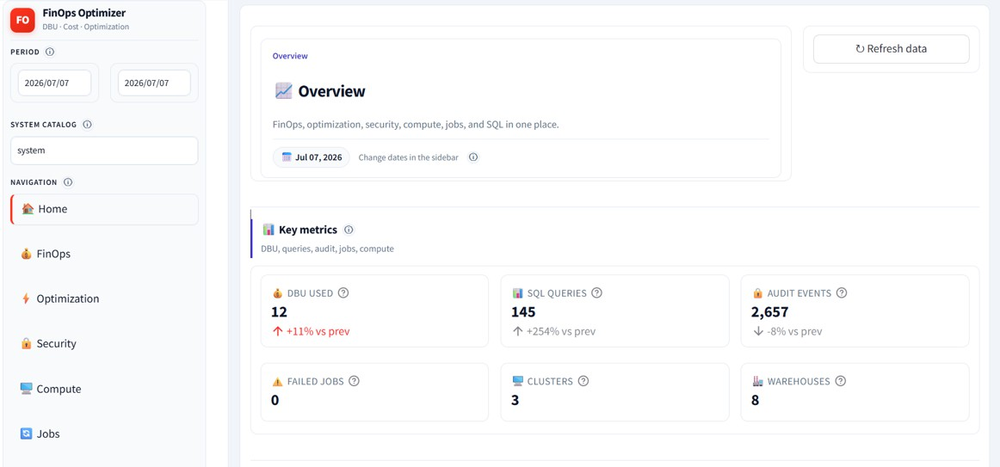 FO
FinOps Optimizer
DBU · Cost · Optimization
PERIOD
2026/07/07
2026/07/07
SYSTEM CATALOG
system
NAVIGATION
Home
FinOps
Optimization
Security
Compute
Jobs
Overview
Overview
FinOps, optimization, security, compute, jobs, and SQL in one place.
Jul 07, 2026 Change dates in the sidebar
↻ Refresh data
Key metrics
DBU, queries, audit, jobs, compute
DBU USED
12
↑ +11% vs prev
SQL QUERIES
145
↑ +254% vs prev
AUDIT EVENTS
2,657
↓ -8% vs prev
FAILED JOBS
0
CLUSTERS
3
WAREHOUSES
8